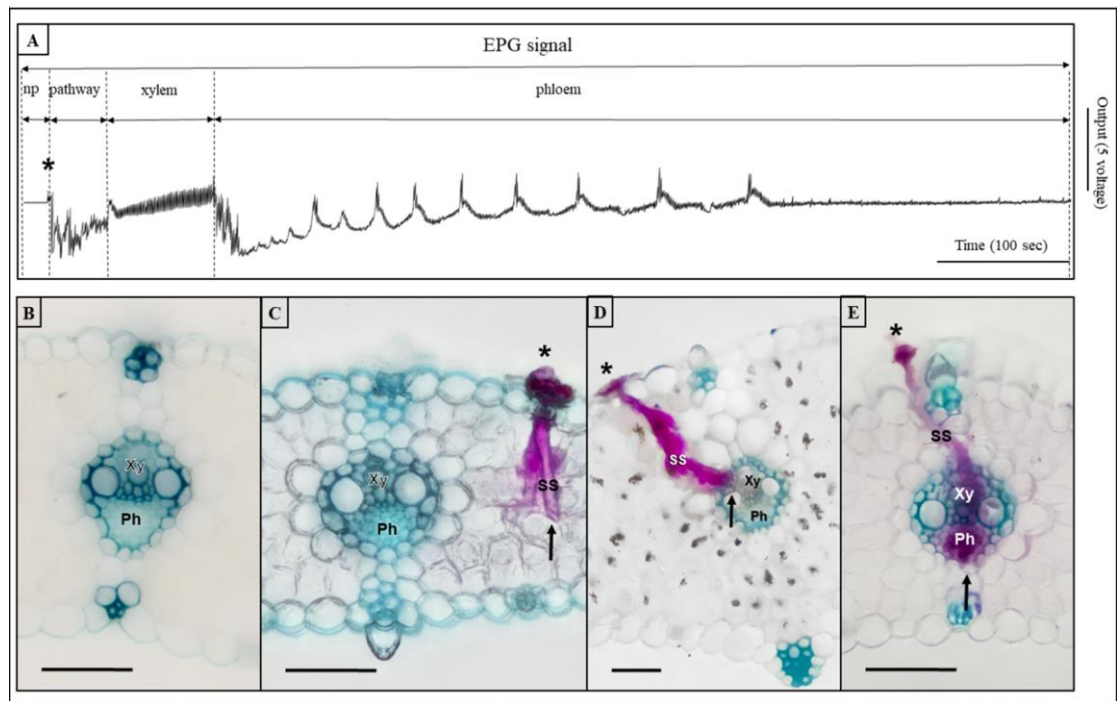 A
EPG signal
np pathway xylem phloem
*
Output (5 voltage)
Time (100 sec)
B
Xy
Ph
C
*
Xy
SS
Ph
D
*
SS
Xy
Ph
E
*
SS
Xy
Ph